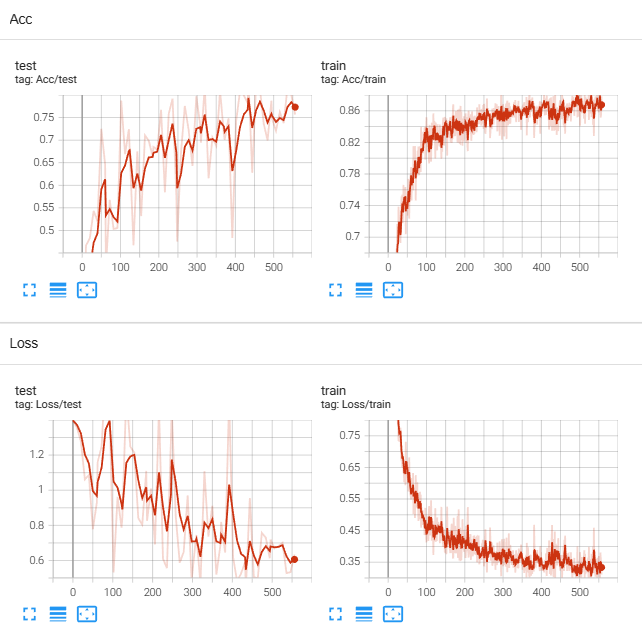 Acc
test
tag: Acc/test
train
tag: Acc/train
0.75
0.7
0.65
0.6
0.55
0.5
0 100 200 300 400 500
0.86
0.82
0.78
0.74
0.7
0 100 200 300 400 500
Loss
test
tag: Loss/test
train
tag: Loss/train
1.2
1
0.8
0.6
0 100 200 300 400 500
0.75
0.65
0.55
0.45
0.35
0 100 200 300 400 500